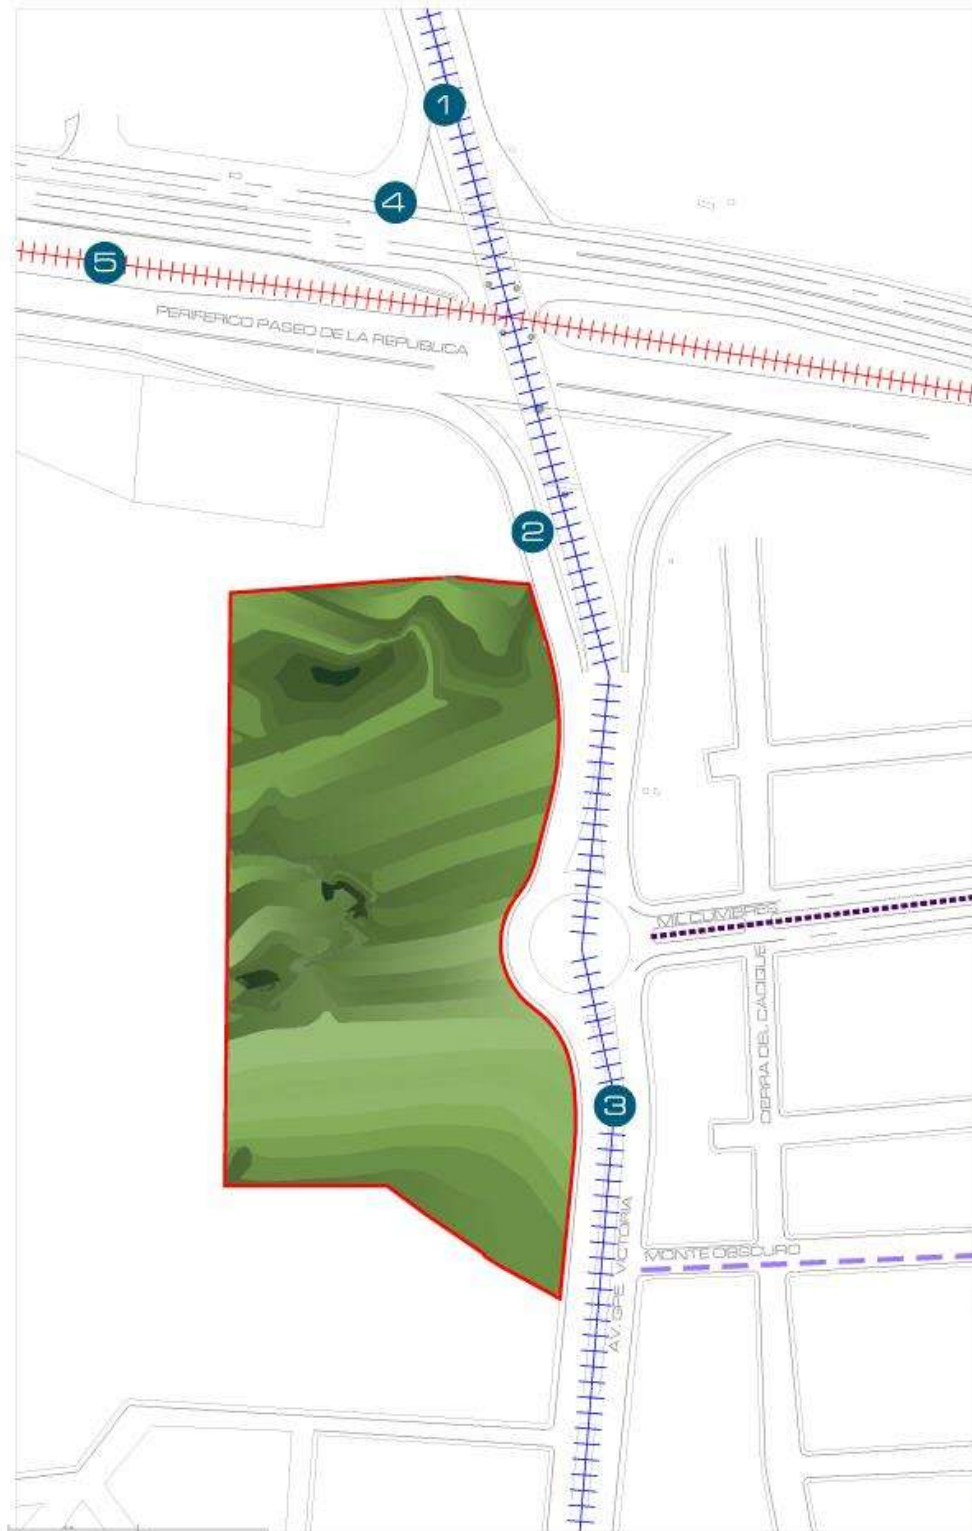 1
4
5
PERIFERICO PASEO DE LA REPUBLICA
2
MIL CUMBRES
CIERRA DEL CACIQUE
3
AV. GPE VICTORIA
MONTE OBSCURO